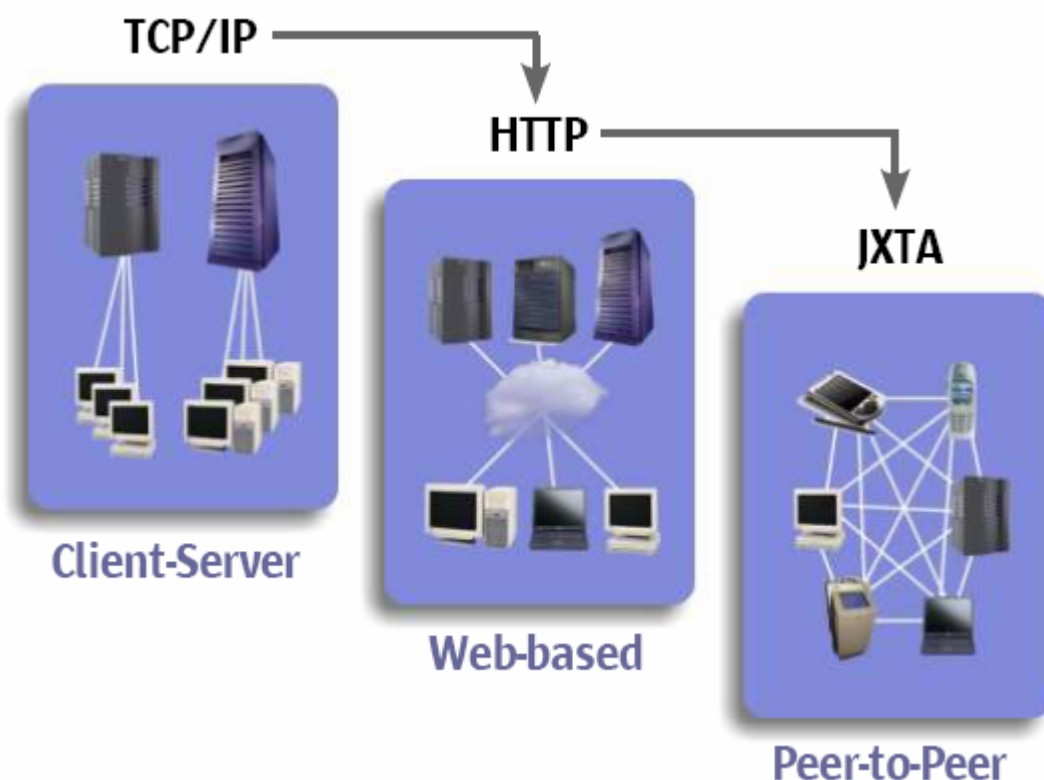 TCP/IP
HTTP
JXTA
Client-Server
Web-based
Peer-to-Peer